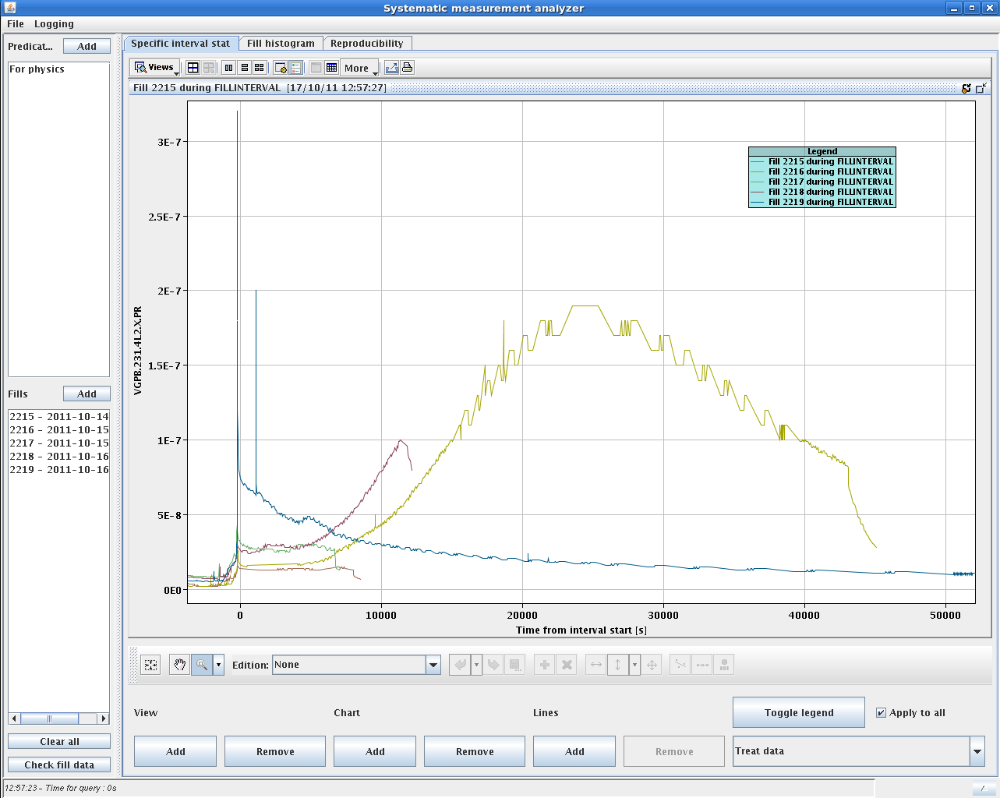 Systematic measurement analyzer
File Logging
Predicat... Add
For physics
Fills Add
2215 - 2011-10-14
2216 - 2011-10-15
2217 - 2011-10-15
2218 - 2011-10-16
2219 - 2011-10-16
Clear all
Check fill data
Specific interval stat Fill histogram Reproducibility
Views More
Fill 2215 during FILLINTERVAL [17/10/11 12:57:27]
VGPB.231.4L2.X.PR
3E-7
2.5E-7
2E-7
1.5E-7
1E-7
5E-8
0E0
Legend
Fill 2215 during FILLINTERVAL
Fill 2216 during FILLINTERVAL
Fill 2217 during FILLINTERVAL
Fill 2218 during FILLINTERVAL
Fill 2219 during FILLINTERVAL
0 10000 20000 30000 40000 50000
Time from interval start [s]
Edition: None
View Chart Lines Toggle legend Apply to all
Add Remove Add Remove Add Remove Treat data
12:57:23 - Time for query : 0s